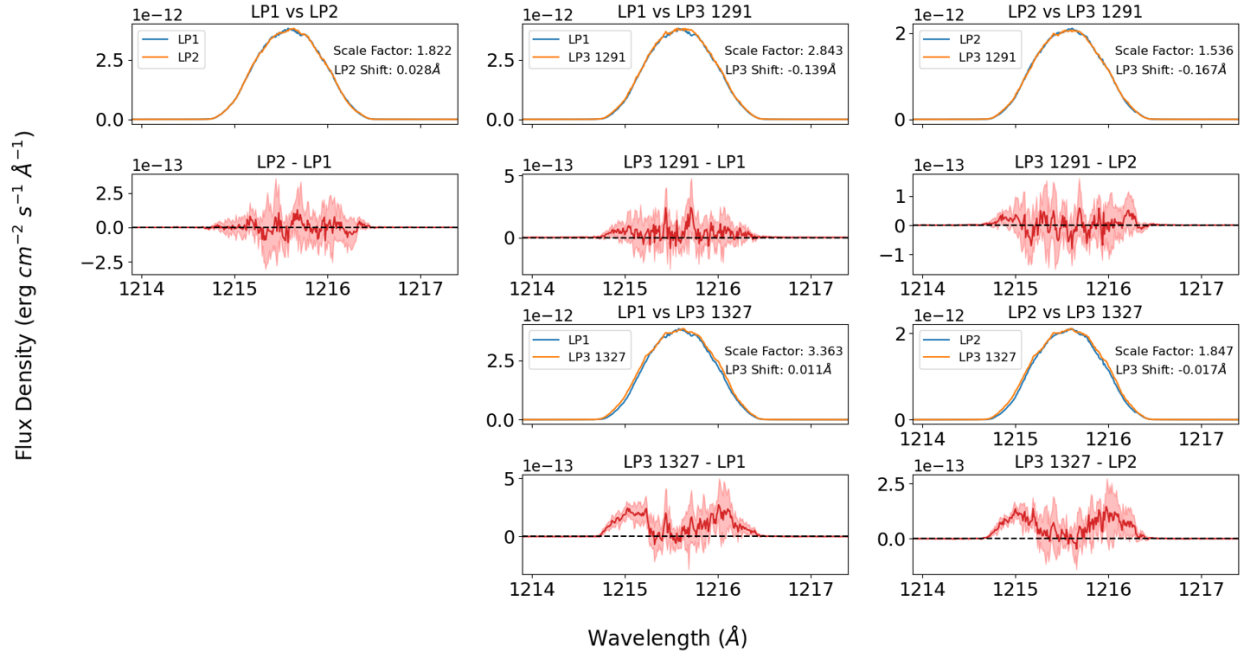 LP1 vs LP2
1e−12
LP1
LP2
Scale Factor: 1.822
LP2 Shift: 0.028Å
2.5
0.0
LP1 vs LP3 1291
1e−12
LP1
LP3 1291
Scale Factor: 2.843
LP3 Shift: -0.139Å
2.5
0.0
LP2 vs LP3 1291
1e−12
LP2
LP3 1291
Scale Factor: 1.536
LP3 Shift: -0.167Å
2
1
0
LP2 - LP1
1e−13
2.5
0.0
−2.5
1214 1215 1216 1217
LP3 1291 - LP1
1e−13
5
0
1214 1215 1216 1217
LP3 1291 - LP2
1e−13
1
0
−1
1214 1215 1216 1217
LP1 vs LP3 1327
1e−12
LP1
LP3 1327
Scale Factor: 3.363
LP3 Shift: 0.011Å
2.5
0.0
LP2 vs LP3 1327
1e−12
LP2
LP3 1327
Scale Factor: 1.847
LP3 Shift: -0.017Å
2
1
0
1214 1215 1216 1217
LP3 1327 - LP1
1e−13
5
0
1214 1215 1216 1217
LP3 1327 - LP2
1e−13
2.5
0.0
1214 1215 1216 1217
Flux Density (erg cm⁻² s⁻¹ Å⁻¹)
Wavelength (Å)